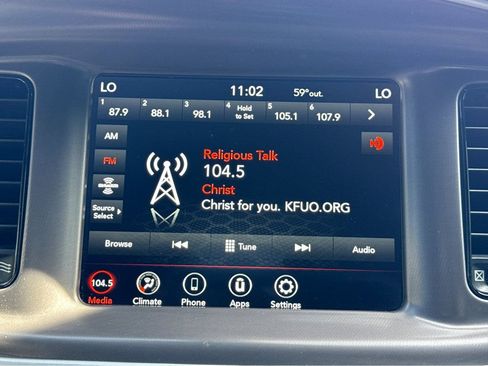 LO 11:02 59°out. LO
1 2 3 4 5 6
87.9 88.1 98.1 Hold to Set 105.1 107.9
AM
FM
Religious Talk
104.5
Christ
Christ for you. KFUO.ORG
Source
Select
Browse Tune Audio
104.5
Media Climate Phone Apps Settings